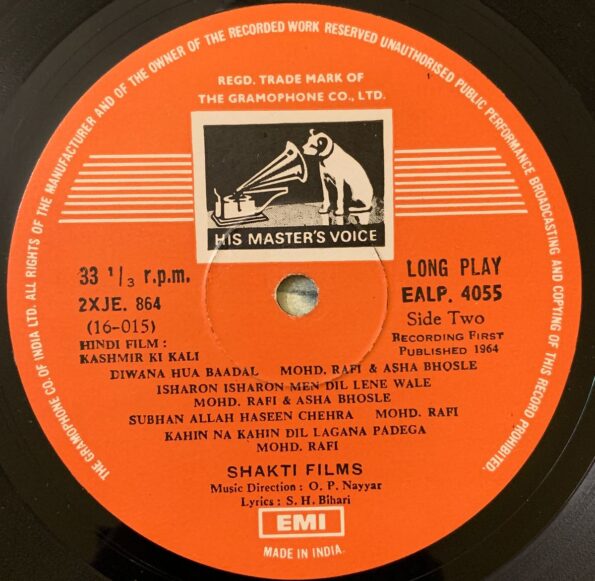 THE GRAMOPHONE CO. OF INDIA LTD. ALL RIGHTS OF THE MANUFACTURER AND OF THE OWNER OF THE RECORDED WORK RESERVED UNAUTHORISED PUBLIC PERFORMANCE BROADCASTING AND COPYING OF THIS RECORD PROHIBITED.
REGD. TRADE MARK OF
THE GRAMOPHONE CO., LTD.
HIS MASTER'S VOICE
33 1/3 r.p.m.
2XJE. 864
(16-015)
HINDI FILM :
KASHMIR KI KALI
LONG PLAY
EALP. 4055
Side Two
RECORDING FIRST
PUBLISHED 1964
DIWANA HUA BAADAL MOHD. RAFI & ASHA BHOSLE
ISHARON ISHARON MEN DIL LENE WALE
MOHD. RAFI & ASHA BHOSLE
SUBHAN ALLAH HASEEN CHEHRA MOHD. RAFI
KAHIN NA KAHIN DIL LAGANA PADEGA
MOHD. RAFI
SHAKTI FILMS
Music Direction : O. P. Nayyar
Lyrics : S. H. Bihari
EMI
MADE IN INDIA.